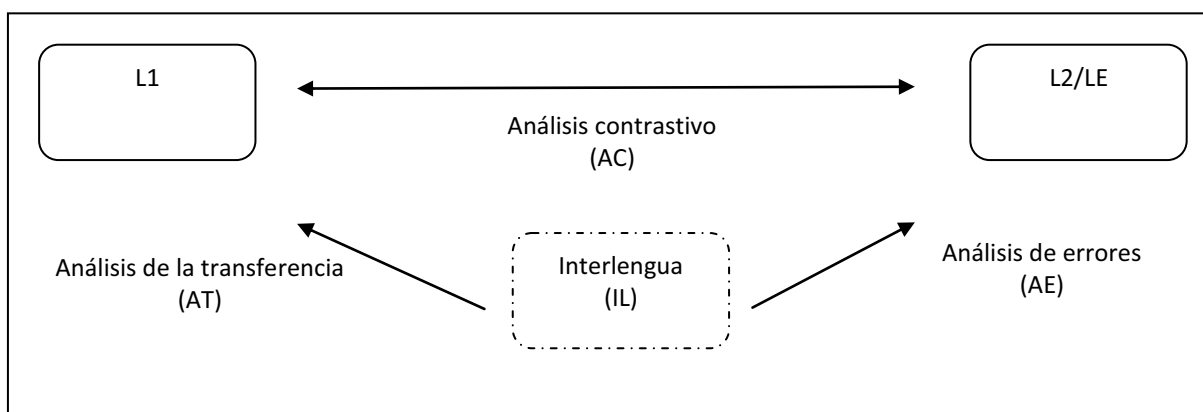 L1
L2/LE
Análisis contrastivo
(AC)
Análisis de la transferencia
(AT)
Interlengua
(IL)
Análisis de errores
(AE)